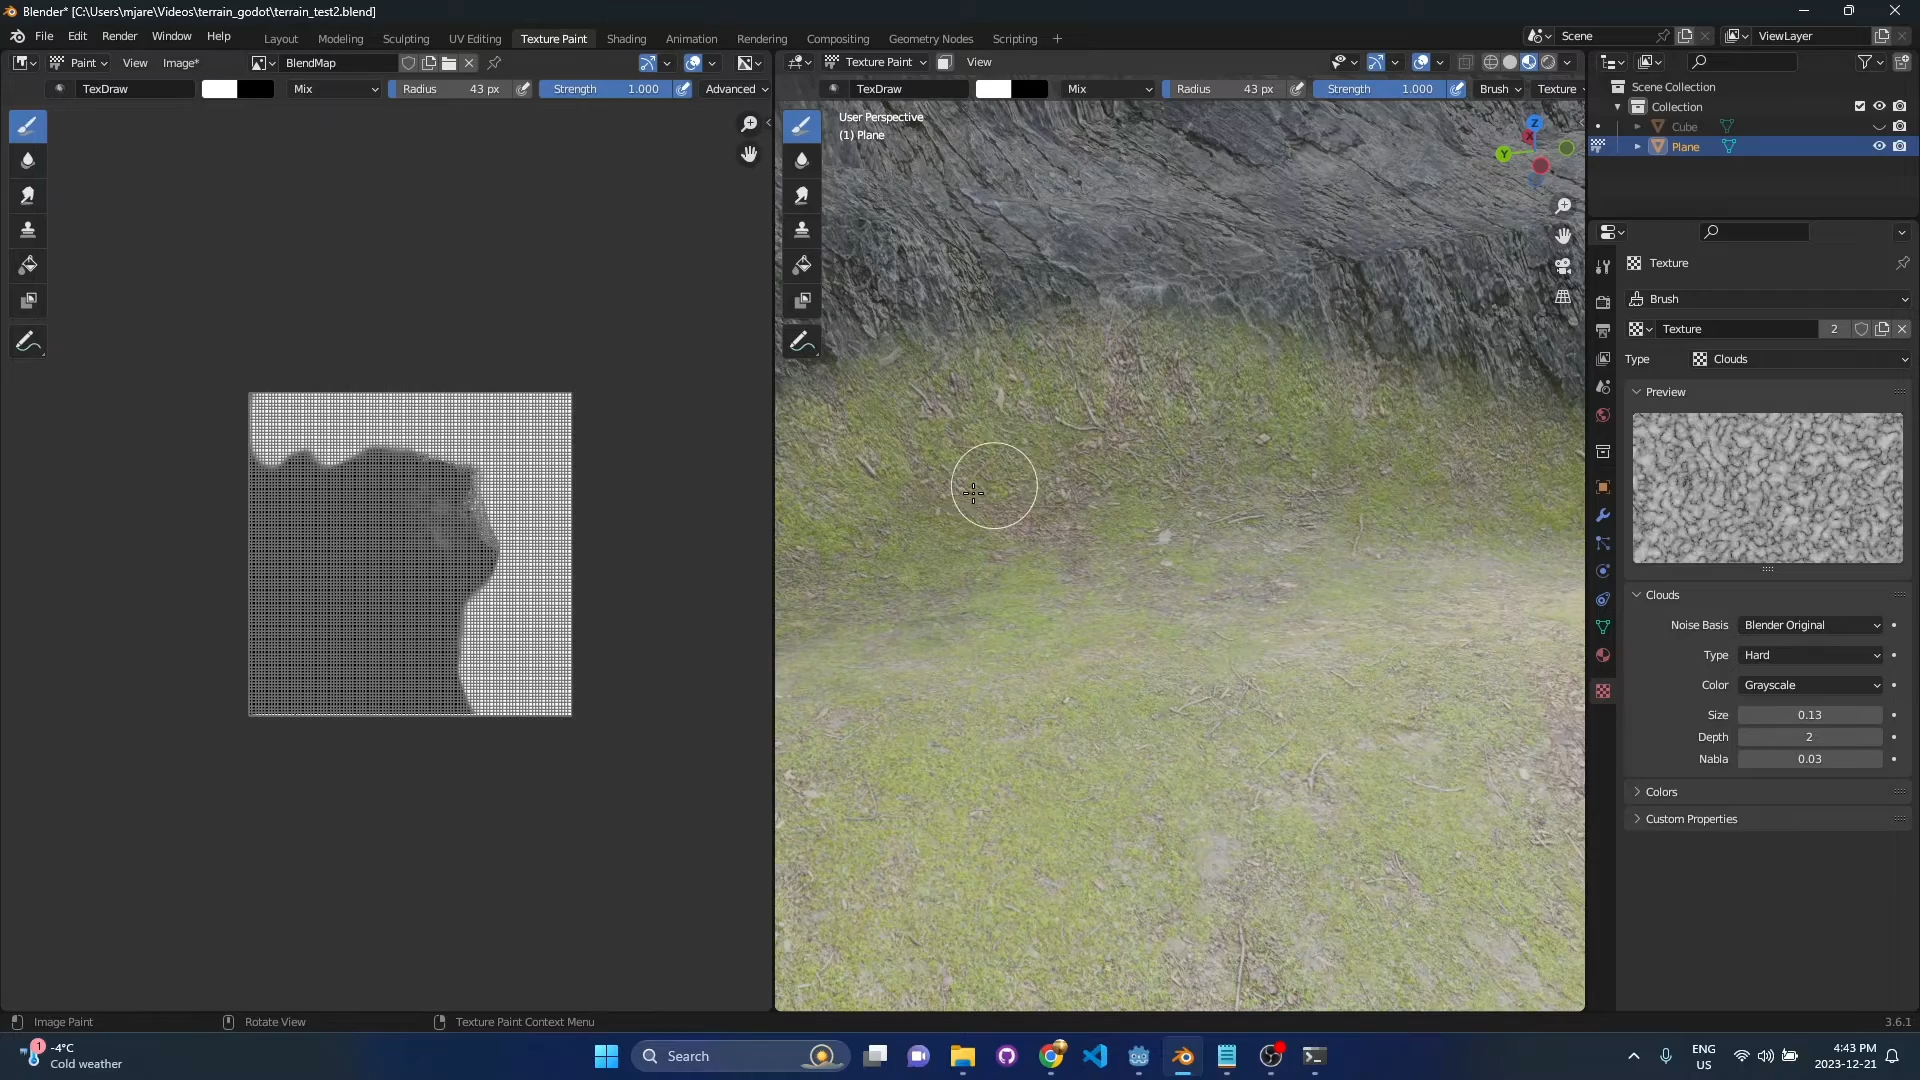 Blender* [C:\Users\mjare\Videos\terrain_godot\terrain_test2.blend]
File Edit Render Window Help Layout Modeling Sculpting UV Editing Texture Paint Shading Animation Rendering Compositing Geometry Nodes Scripting + Scene ViewLayer
Paint View Image* BlendMap Texture Paint View
TexDraw Mix Radius 43 px Strength 1.000 Advanced TexDraw Mix Radius 43 px Strength 1.000 Brush Texture
User Perspective
(1) Plane
Z
X
Y
Scene Collection
Collection
Cube
Plane
Texture
Brush
Texture 2
Type Clouds
Preview
Clouds
Noise Basis Blender Original
Type Hard
Color Grayscale
Size 0.13
Depth 2
Nabla 0.03
Colors
Custom Properties
Image Paint Rotate View Texture Paint Context Menu 3.6.1
1 -4°C
Cold weather
Search
ENG
US
4:43 PM
2023-12-21